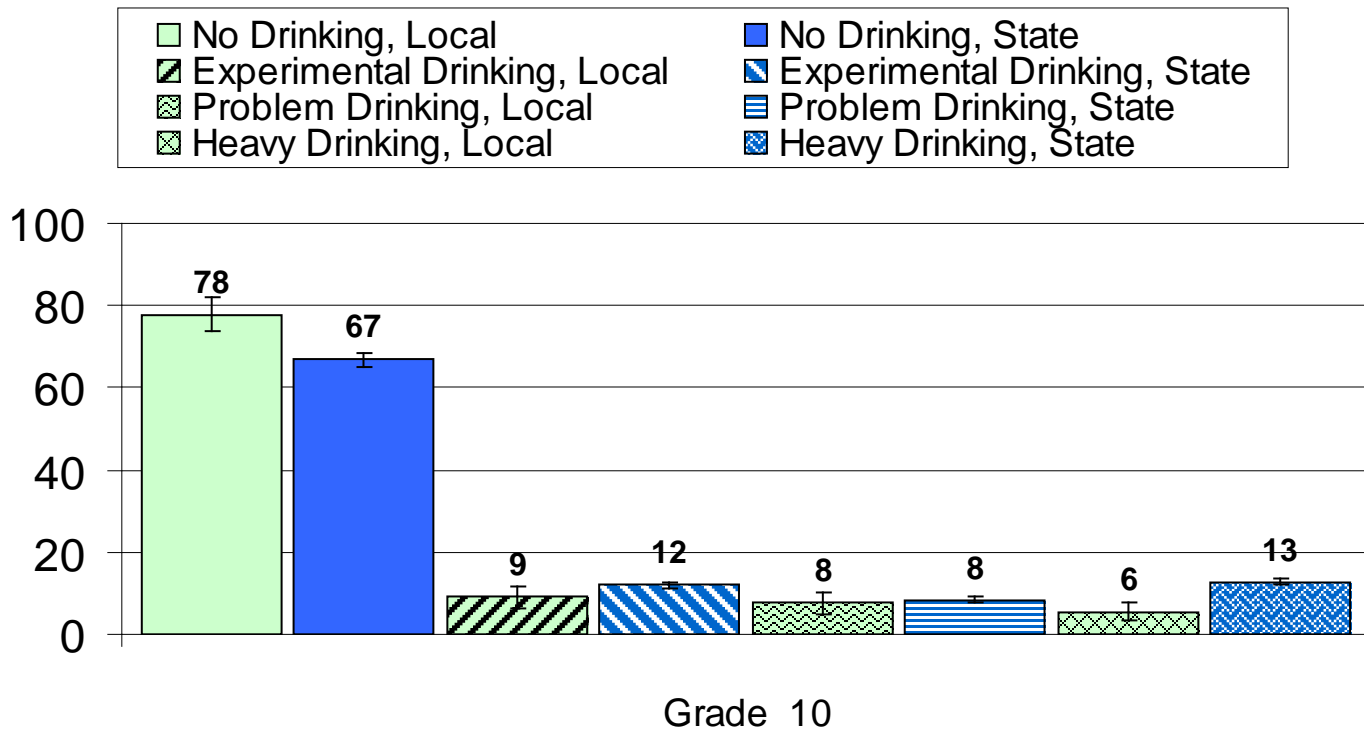 No Drinking, Local No Drinking, State
Experimental Drinking, Local Experimental Drinking, State
Problem Drinking, Local Problem Drinking, State
Heavy Drinking, Local Heavy Drinking, State
100
80
60
40
20
0
78
67
9
12
8
8
6
13
Grade 10